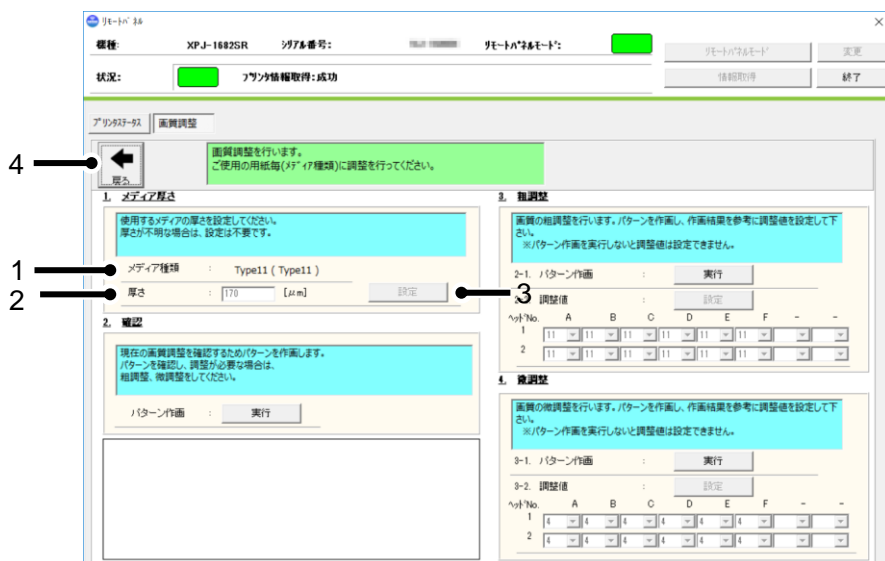 リモートパネル
機種: XPJ-1682SR シリアル番号: リモートパネルモード: リモートパネルモード 変更
状況: プリンタ情報取得:成功 情報取得 終了
プリンタステータス 画質調整
4 戻る
画質調整を行います。
ご使用の用紙毎(メディア種類)に調整を行ってください。
1. メディア厚さ
使用するメディアの厚さを設定してください。
厚さが不明な場合は、設定は不要です。
1 メディア種類 : Type11 ( Type11 )
2 厚さ : 170 [μm] 設定 3
2. 確認
現在の画質調整を確認するためパターンを作画します。
パターンを確認し、調整が必要な場合は、
粗調整、微調整をしてください。
パターン作画 : 実行
3. 粗調整
画質の粗調整を行います。パターンを作画し、作画結果を参考に調整値を設定して下
さい。
※パターン作画を実行しないと調整値は設定できません。
2-1. パターン作画 : 実行
調整値 : 設定
ヘッドNo. A B C D E F - -
1 11 11 11 11 11 11
2 11 11 11 11 11 11
4. 微調整
画質の微調整を行います。パターンを作画し、作画結果を参考に調整値を設定して下
さい。
※パターン作画を実行しないと調整値は設定できません。
3-1. パターン作画 : 実行
3-2. 調整値 : 設定
ヘッドNo. A B C D E F - -
1 4 4 4 4 4 4
2 4 4 4 4 4 4